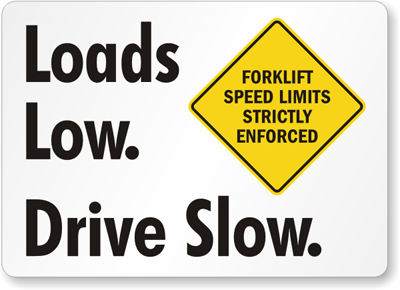 Loads
Low.
Drive Slow.
FORKLIFT
SPEED LIMITS
STRICTLY
ENFORCED